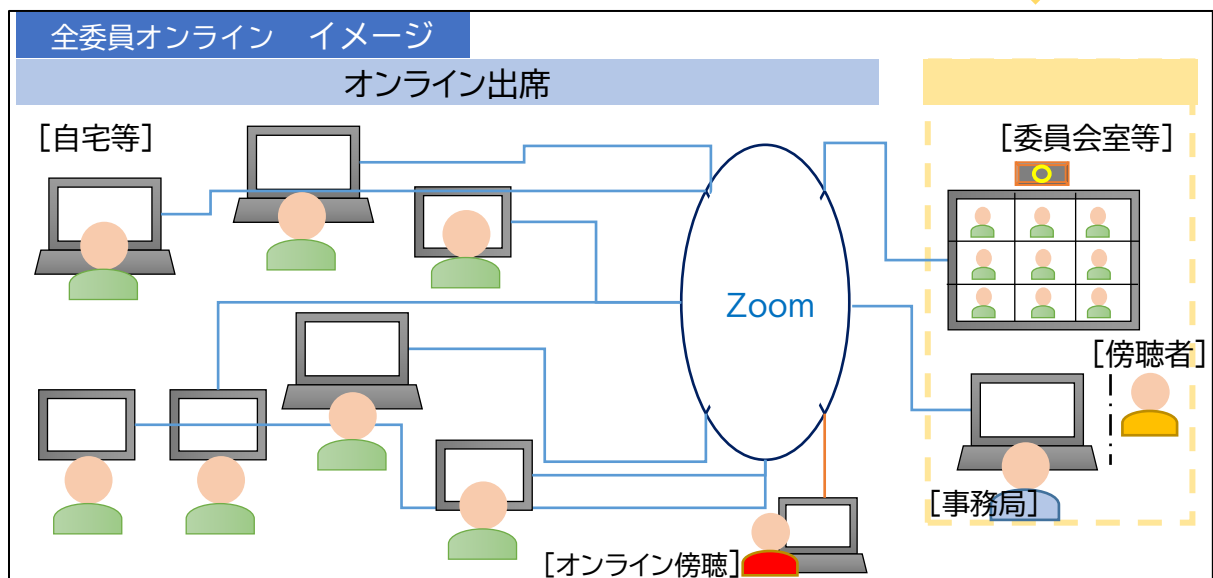 全委員オンライン　イメージ
オンライン出席
[自宅等]
[委員会室等]
Zoom
[傍聴者]
[事務局]
[オンライン傍聴]